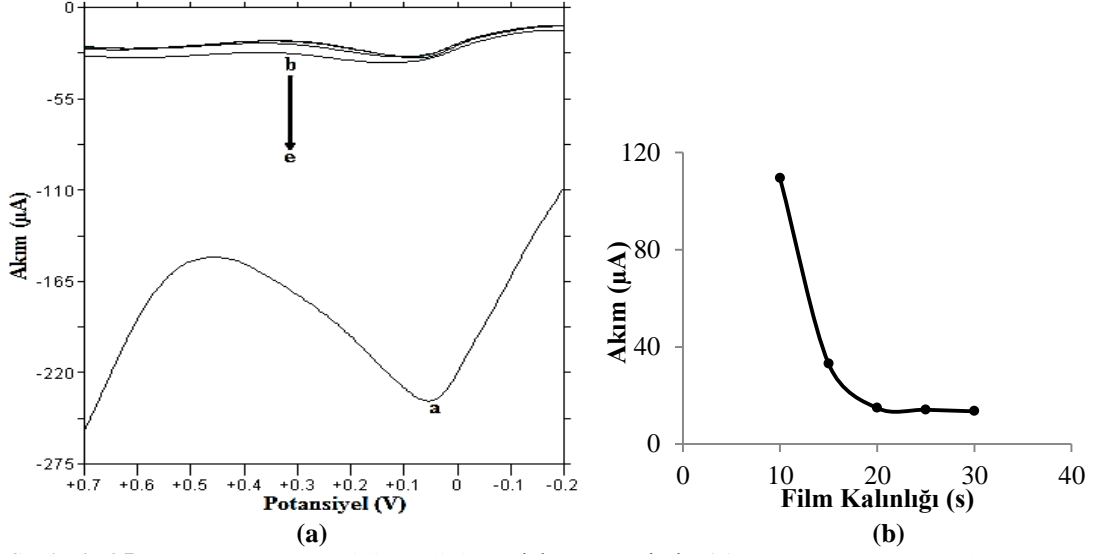 0
-55
-110
-165
-220
-275
Akım (µA)
b
e
a
+0.7 +0.6 +0.5 +0.4 +0.3 +0.2 +0.1 0 -0.1 -0.2
Potansiyel (V)
(a)
120
80
40
0
Akım (µA)
0 10 20 30 40
Film Kalınlığı (s)
(b)